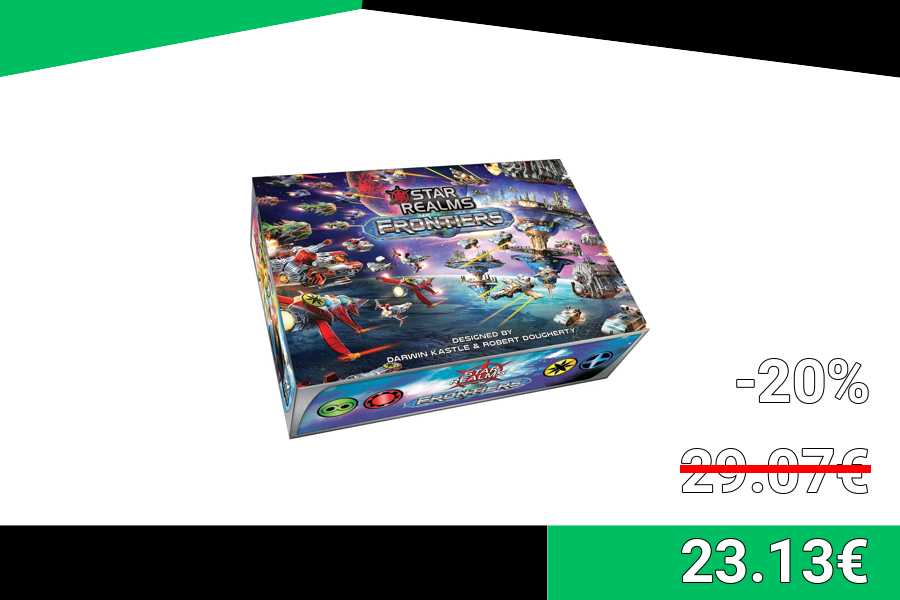 STAR
REALMS
FRONTIERS
DESIGNED BY
DARWIN KASTLE & ROBERT DOUGHERTY
STAR
REALMS
FRONTIERS
-20%
29.07€
23.13€